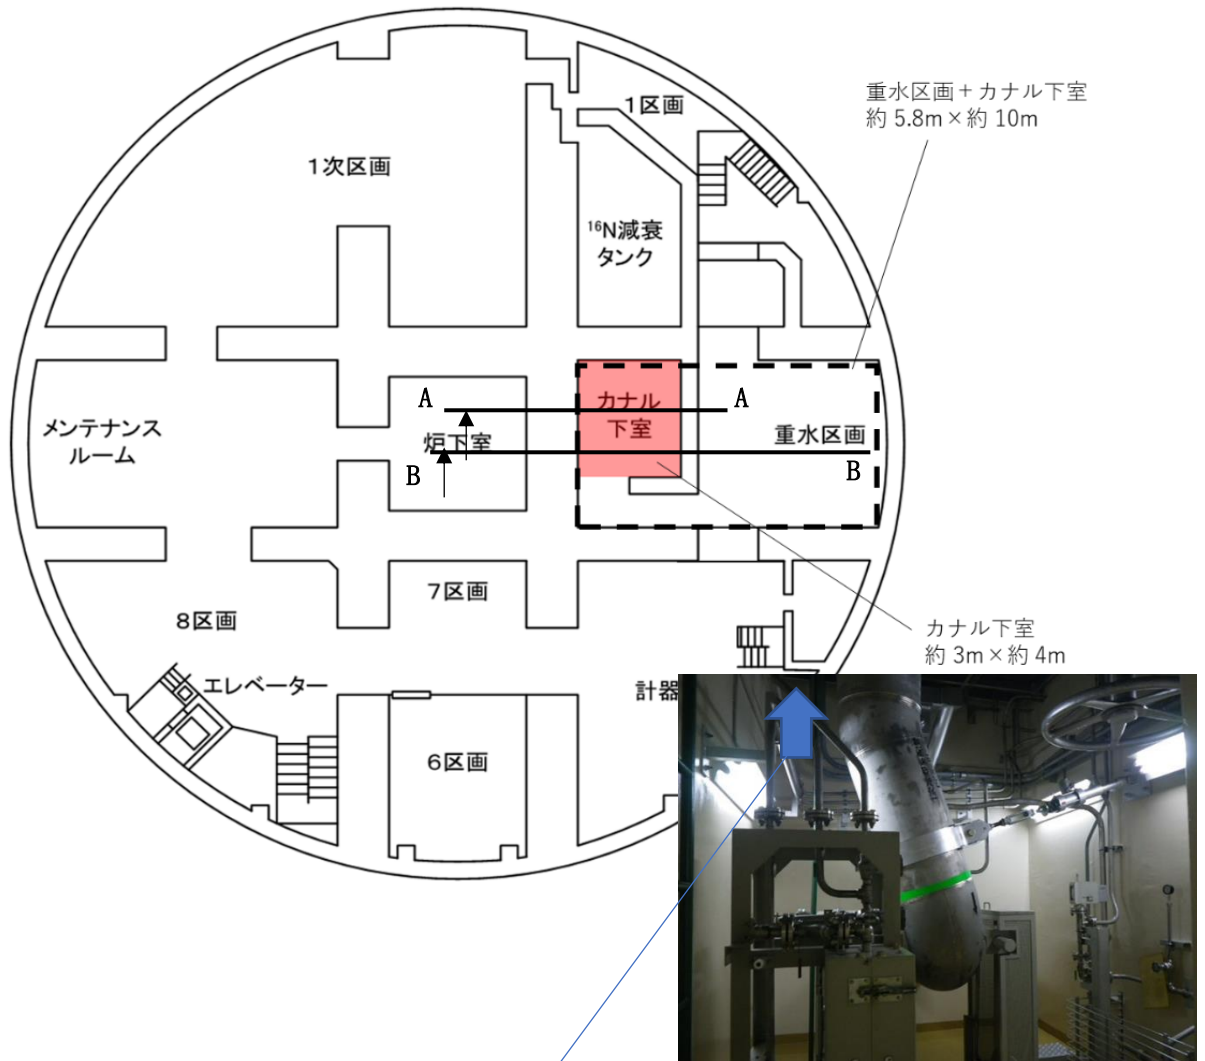 重水区画+カナル下室
約 5.8m×約 10m
1区画
1次区画
¹⁶N減衰
タンク
A
カナル
下室
A
メンテナンス
ルーム
炉下室
重水区画
B
B
7区画
8区画
カナル下室
約 3m×約 4m
エレベーター
計器
6区画